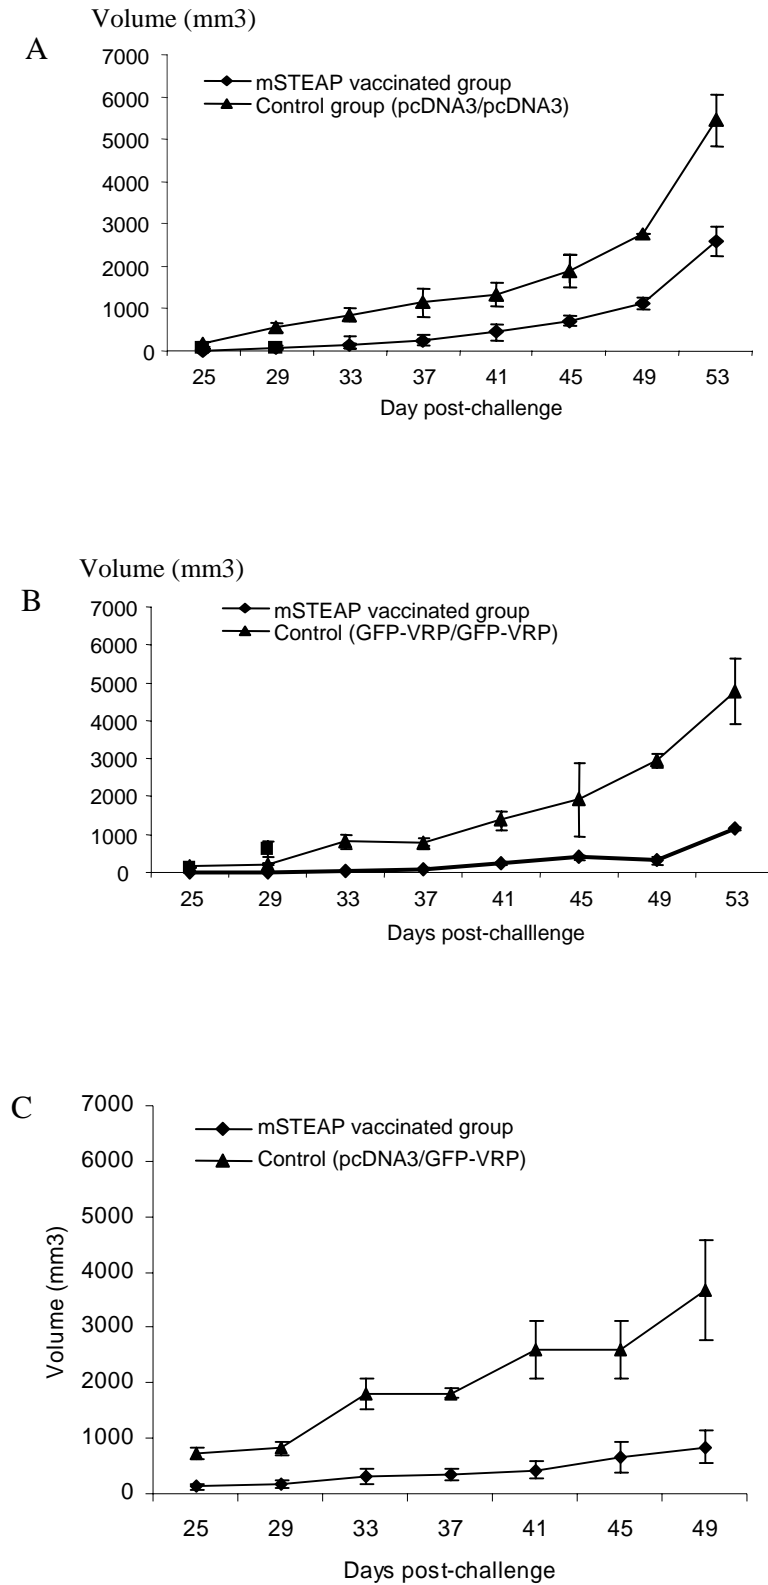 Volume (mm3)
A
7000
6000
5000
4000
3000
2000
1000
0
mSTEAP vaccinated group
Control group (pcDNA3/pcDNA3)
25 29 33 37 41 45 49 53
Day post-challenge
Volume (mm3)
B
7000
6000
5000
4000
3000
2000
1000
0
mSTEAP vaccinated group
Control (GFP-VRP/GFP-VRP)
25 29 33 37 41 45 49 53
Days post-challlenge
C
7000
6000
5000
4000
3000
2000
1000
0
Volume (mm3)
mSTEAP vaccinated group
Control (pcDNA3/GFP-VRP)
25 29 33 37 41 45 49
Days post-challenge